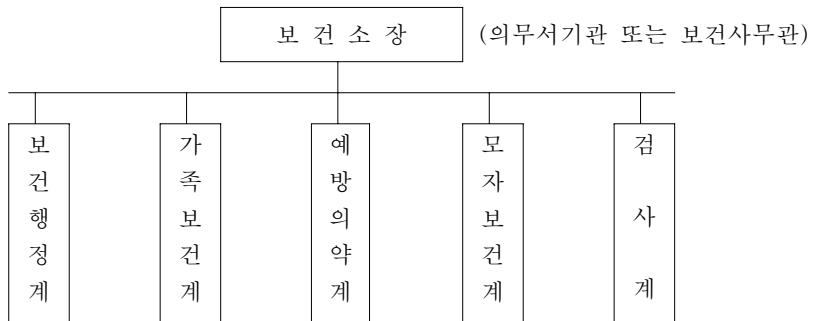 보 건 소 장 (의무서기관 또는 보건사무관)
보건행정계
가족보건계
예방의약계
모자보건계
검 사 계